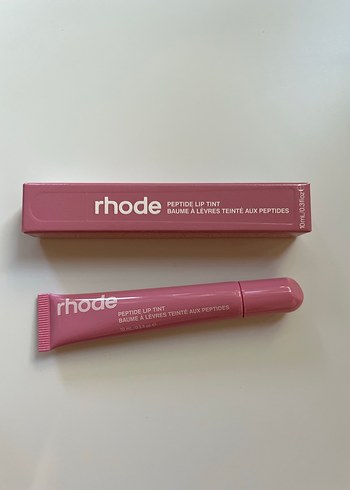 rhode
PEPTIDE LIP TINT
BAUME À LÈVRES TEINTÉ AUX PEPTIDES
10mL/0.3floz
rhode
PEPTIDE LIP TINT
BAUME À LÈVRES TEINTÉ AUX PEPTIDES